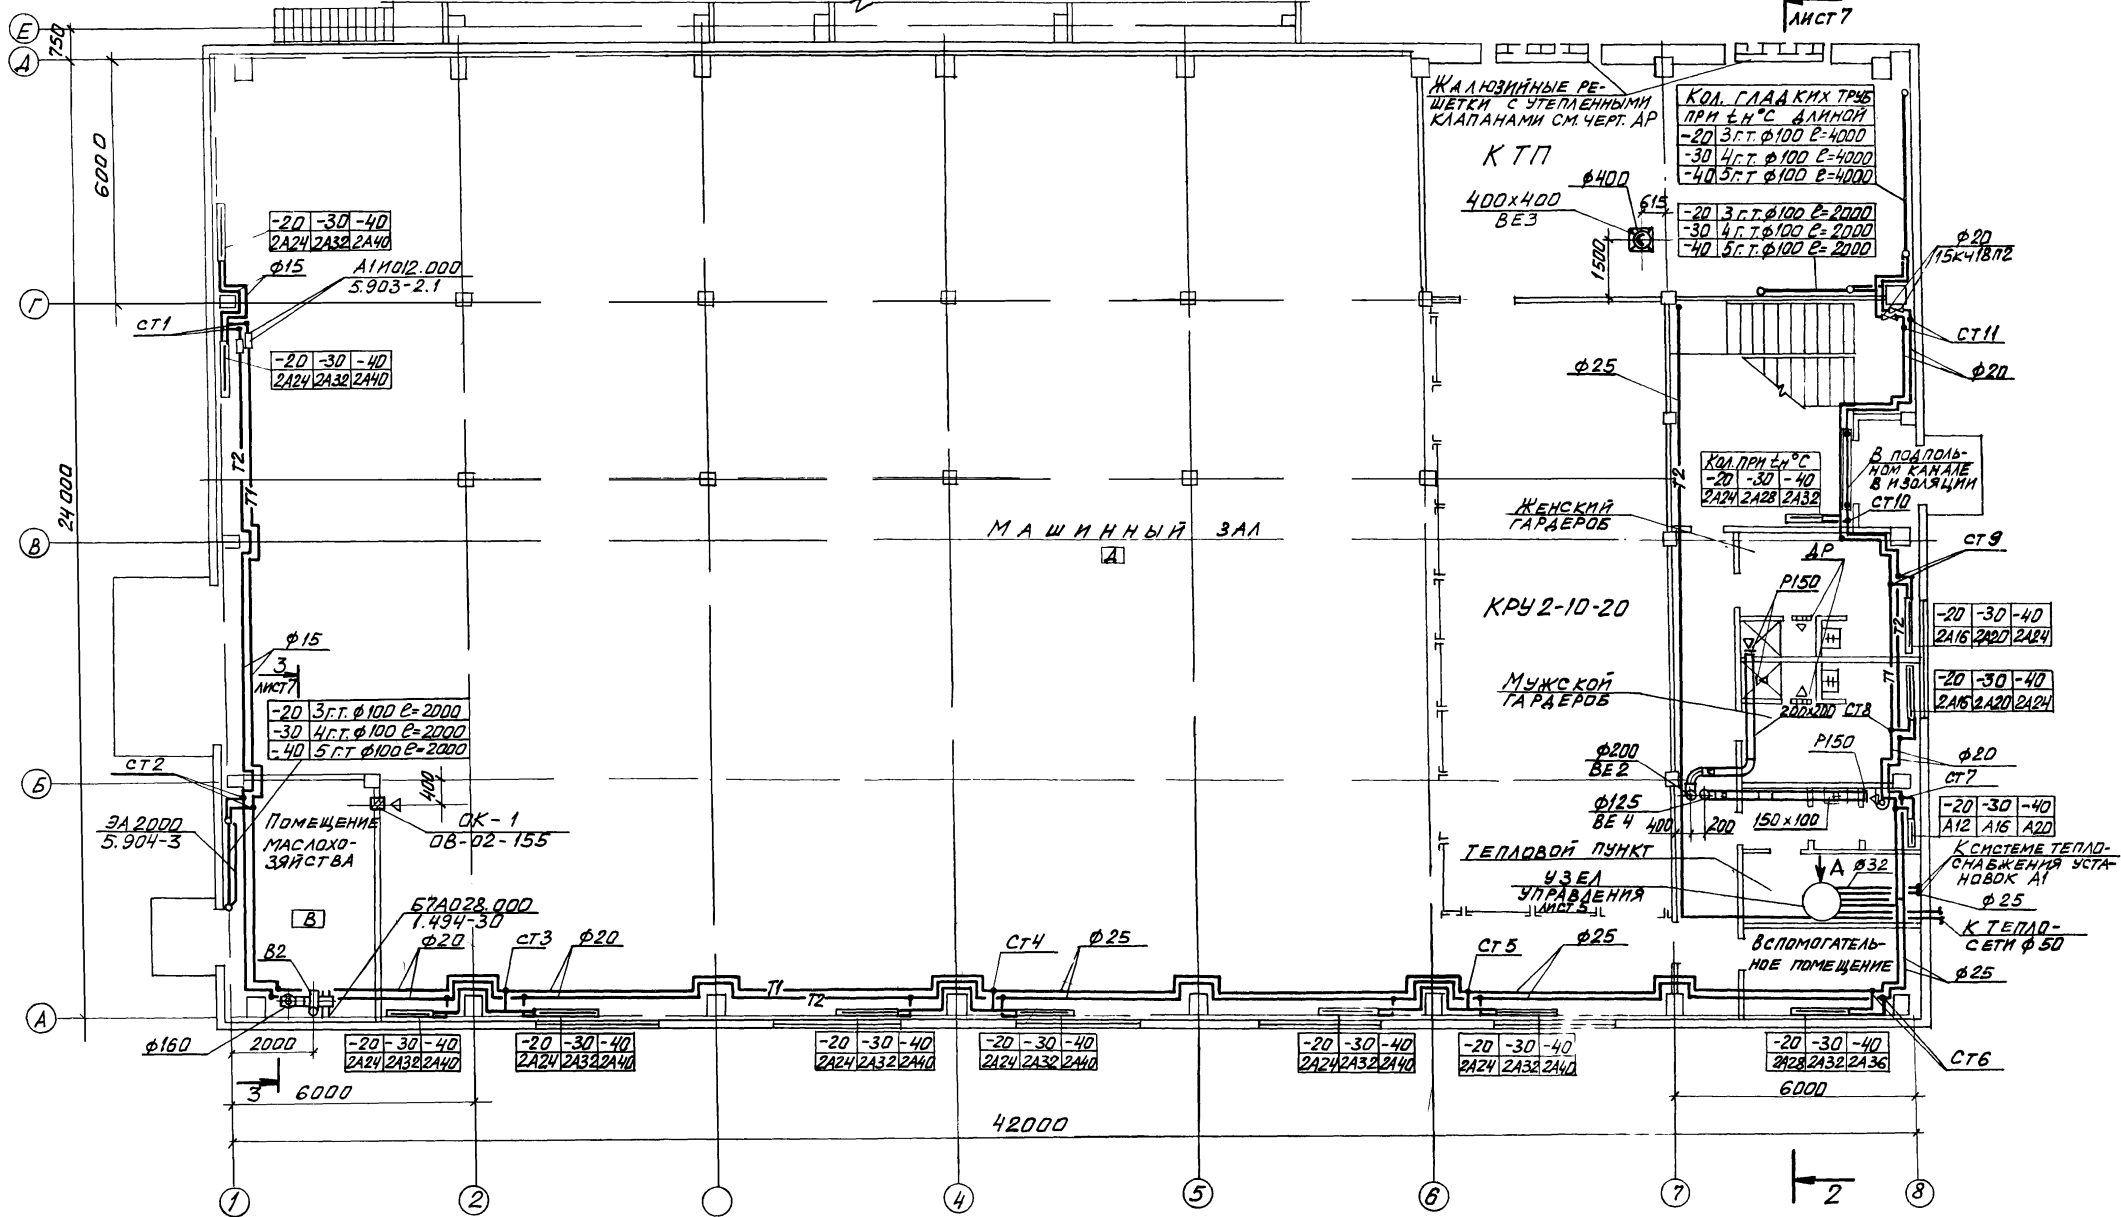 ЛИСТ 7
Е
Д
750
6000
24000
ЖАЛЮЗИЙНЫЕ РЕ-
ШЕТКИ С УТЕПЛЕННЫМИ
КЛАПАНАМИ СМ. ЧЕРТ. АР
КТП
КОЛ. ГЛАДКИХ ТРУБ
ПРИ tн°С ДЛИНОЙ
-20 3 Г.Т. ф100 ℓ=4000
-30 4 Г.Т. ф100 ℓ=4000
-40 5 Г.Т ф100 ℓ=4000
ф400
400х400
ВЕ3
615
1500
-20 3 Г.Т. ф100 ℓ=2000
-30 4 Г.Т. ф100 ℓ=2000
-40 5 Г.Т. ф100 ℓ=2000
ф20
15КЧ18П2
-20 -30 -40
2А24 2А32 2А40
ф15
А1И012.000
5.903-2.1
Г
СТ1
-20 -30 -40
2А24 2А32 2А40
СТ11
ф20
ф25
Т2
Т1
Т2
КОЛ. ПРИ tн°С
-20 -30 -40
2А24 2А28 2А32
В ПОДПОЛЬ-
НОМ КАНАЛЕ
В ИЗОЛЯЦИИ
СТ10
ЖЕНСКИЙ
ГАРДЕРОБ
В
МАШИННЫЙ ЗАЛ
Д
СТ9
ДР
Р150
КРУ2-10-20
-20 -30 -40
2А16 2А20 2А24
Т2
ф15
3
ЛИСТ7
Т1
-20 -30 -40
2А16 2А20 2А24
МУЖСКОЙ
ГАРДЕРОБ
200х200
СТ8
-20 3 Г.Т. ф100 ℓ=2000
-30 4 Г.Т. ф100 ℓ=2000
-40 5 Г.Т ф100 ℓ=2000
Р150
ф20
ф200
ВЕ2
СТ2
Б
400
СТ7
ф125
ВЕ4
400
200
150х100
-20 -30 -40
А12 А16 А20
ЭА2000
5.904-3
ПОМЕЩЕНИЕ
МАСЛОХО-
ЗЯЙСТВА
ОК-1
ОВ-02-155
ТЕПЛОВОЙ ПУНКТ
УЗЕЛ
УПРАВЛЕНИЯ
ЛИСТ 5
А
ф32
К СИСТЕМЕ ТЕПЛО-
СНАБЖЕНИЯ УСТА-
НОВОК А1
ф25
В
Б7А028.000
1.494-30
К ТЕПЛО-
СЕТИ ф50
В2
ф20
СТ3
ф20
СТ4
ф25
СТ5
ф25
ВСПОМОГАТЕЛЬ-
НОЕ ПОМЕЩЕНИЕ
ф25
Т1
Т2
А
ф160
2000
-20 -30 -40
2А24 2А32 2А40
-20 -30 -40
2А24 2А32 2А40
-20 -30 -40
2А24 2А32 2А40
-20 -30 -40
2А24 2А32 2А40
-20 -30 -40
2А24 2А32 2А40
-20 -30 -40
2А24 2А32 2А40
-20 -30 -40
2А28 2А32 2А36
СТ6
3
6000
6000
42000
1
2
4
5
6
7
2
8